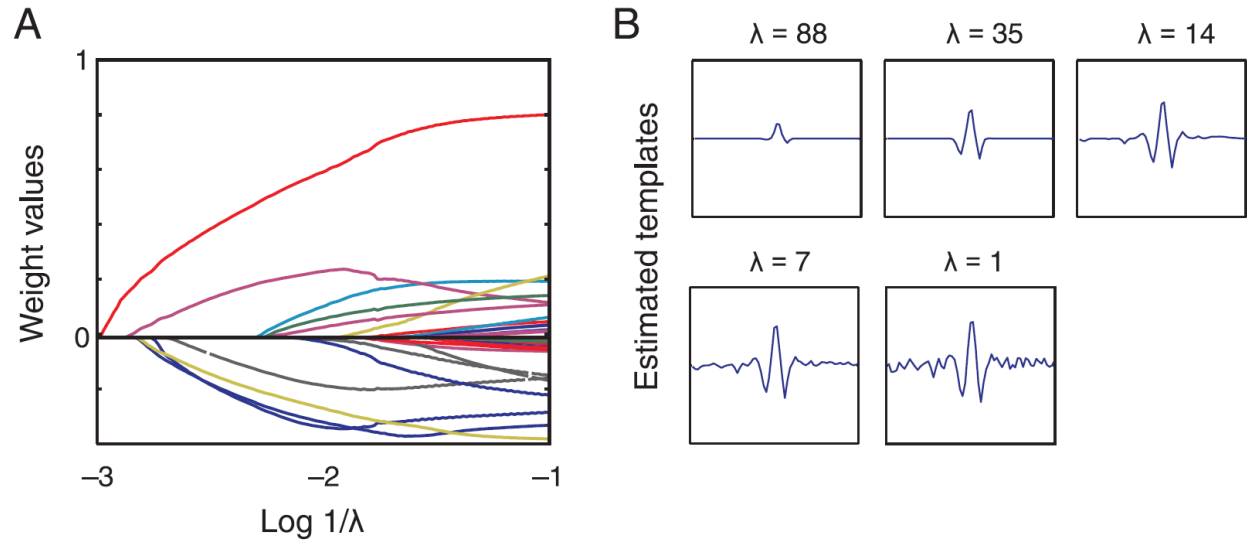 A
1
0
Weight values
–3
–2
–1
Log 1/λ
B
Estimated templates
λ = 88
λ = 35
λ = 14
λ = 7
λ = 1